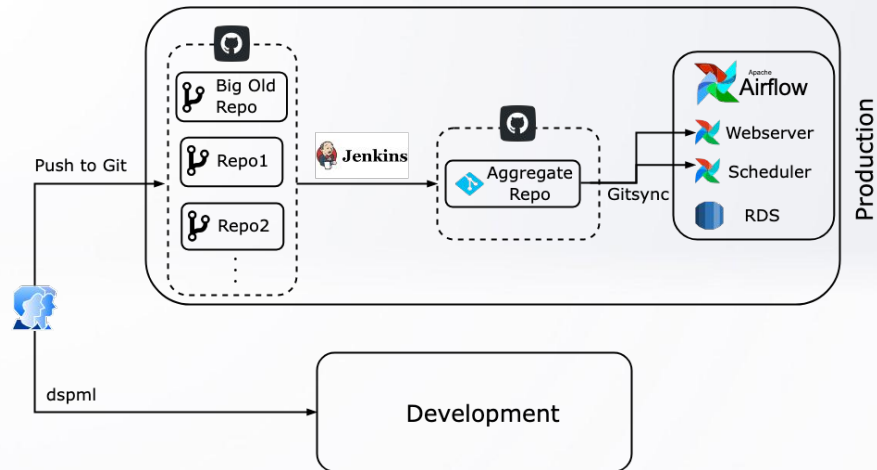 Big Old
Repo
Repo1
Repo2
Push to Git
Jenkins
Aggregate
Repo
Gitsync
Apache
Airflow
Webserver
Scheduler
RDS
Production
dspml
Development